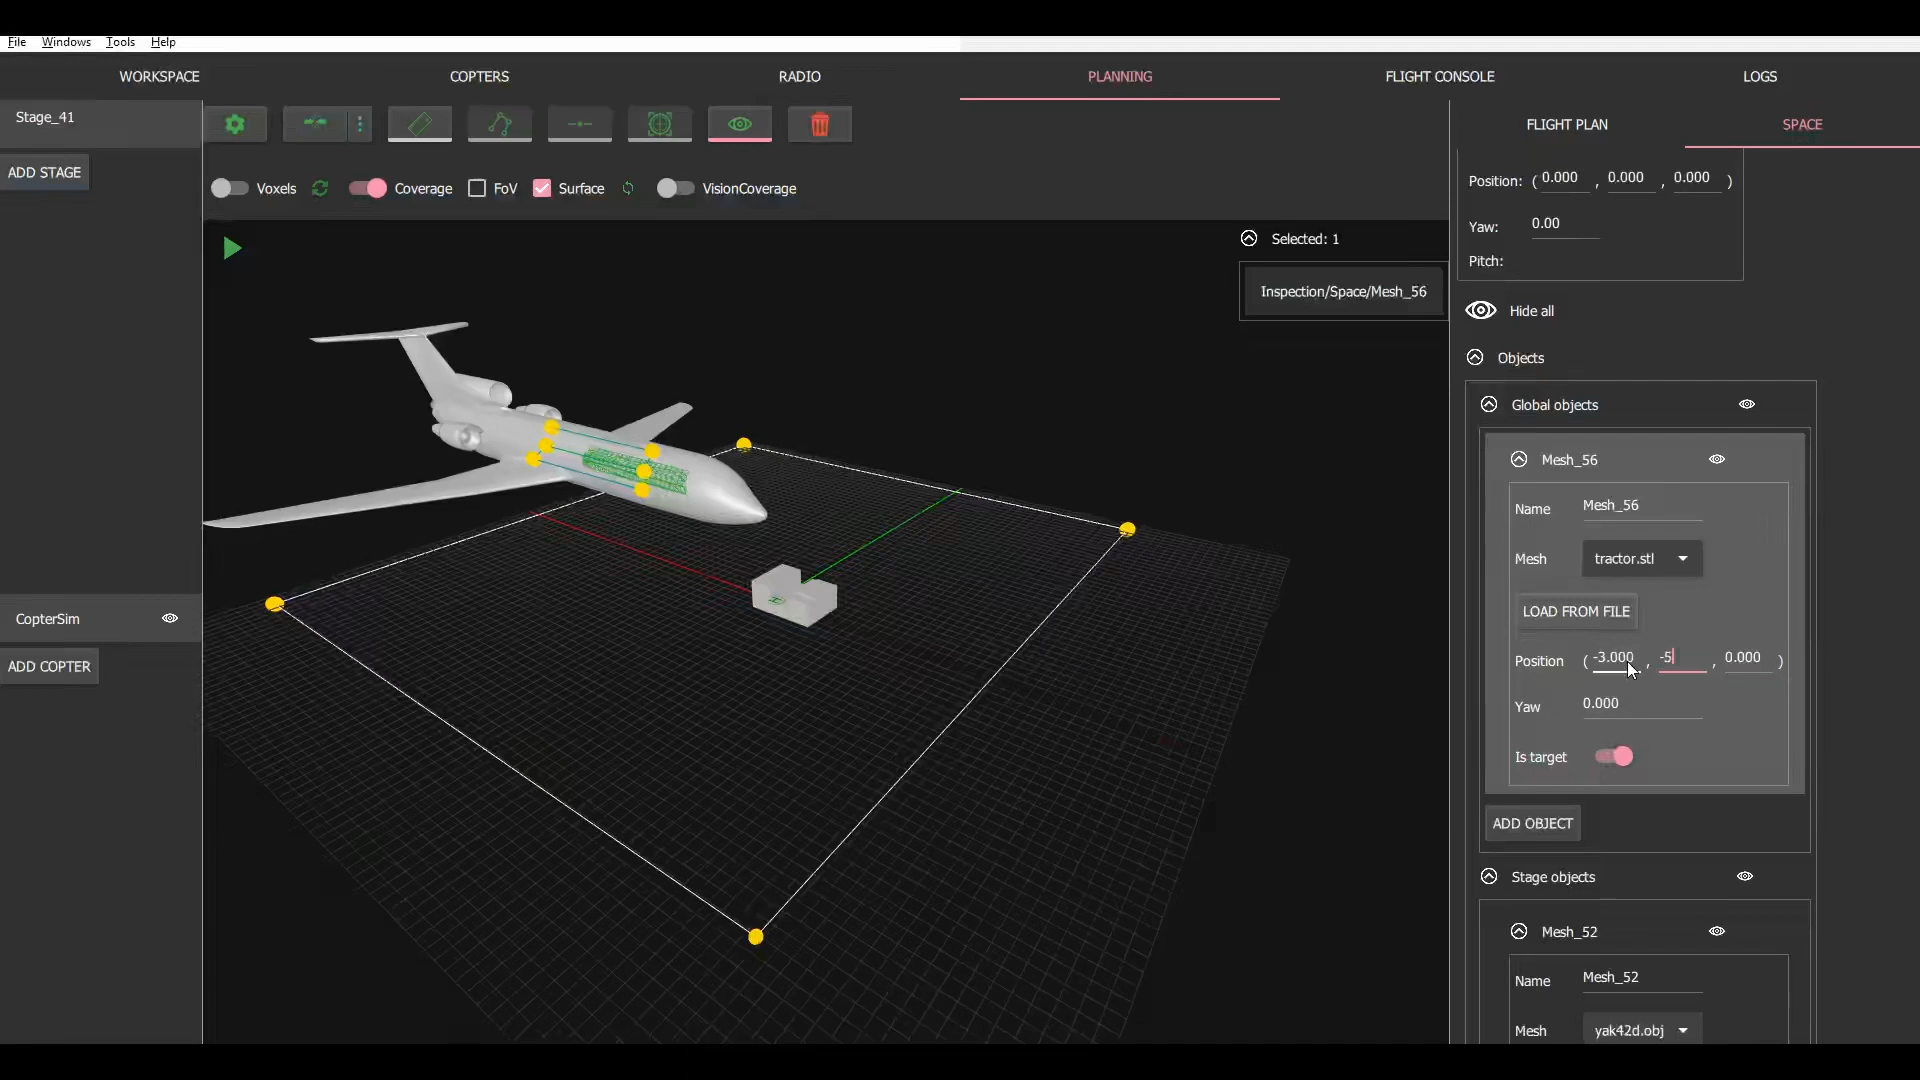 File Windows Tools Help
WORKSPACE COPTERS RADIO PLANNING FLIGHT CONSOLE LOGS
Stage_41
ADD STAGE
CopterSim
ADD COPTER
Voxels Coverage FoV Surface VisionCoverage
Selected: 1
Inspection/Space/Mesh_56
FLIGHT PLAN SPACE
Position: ( 0.000 , 0.000 , 0.000 )
Yaw: 0.00
Pitch:
Hide all
Objects
Global objects
Mesh_56
Name Mesh_56
Mesh tractor.stl
LOAD FROM FILE
Position ( -3.000 , -5 , 0.000 )
Yaw 0.000
Is target
ADD OBJECT
Stage objects
Mesh_52
Name Mesh_52
Mesh yak42d.obj